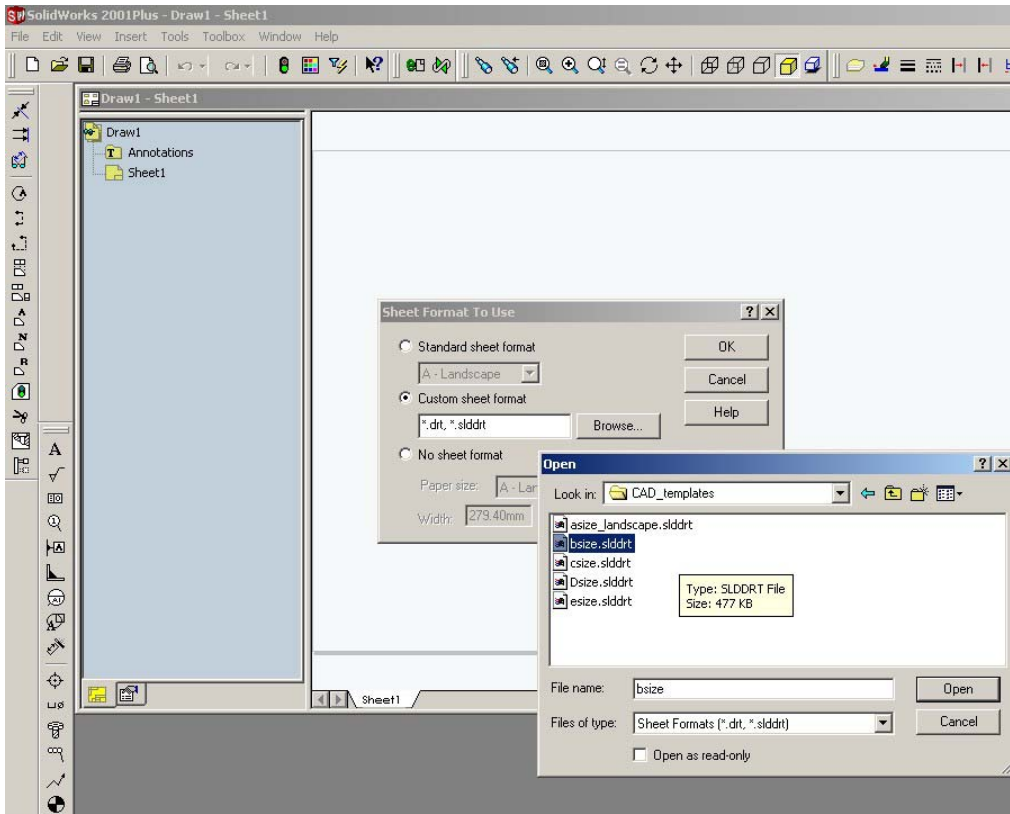 SolidWorks 2001Plus - Draw1 - Sheet1
File Edit View Insert Tools Toolbox Window Help
Draw1 - Sheet1
Draw1
Annotations
Sheet1
Sheet Format To Use
Standard sheet format
A - Landscape
Custom sheet format
*.drt, *.slddrt
Browse...
No sheet format
Paper size: A - Lan
Width: 279.40mm
OK
Cancel
Help
Open
Look in: CAD_templates
asize_landscape.slddrt
bsize.slddrt
csize.slddrt
Dsize.slddrt
esize.slddrt
Type: SLDDRT File
Size: 477 KB
File name: bsize
Open
Files of type: Sheet Formats (*.drt, *.slddrt)
Cancel
Open as read-only
Sheet1